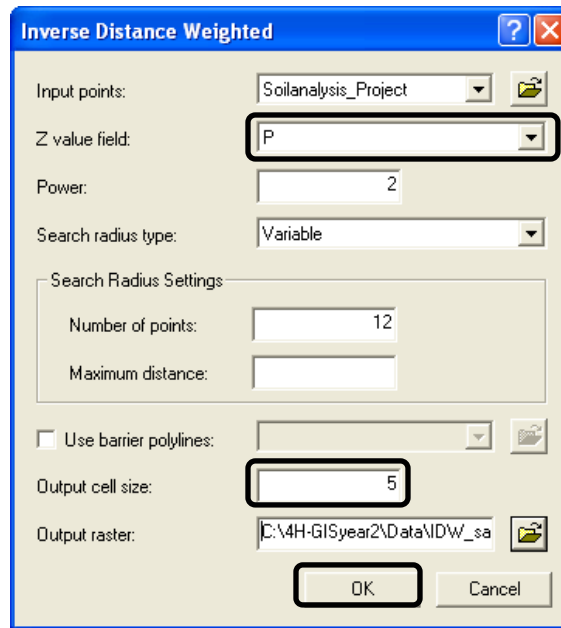 Inverse Distance Weighted
Input points: Soilanalysis_Project
Z value field: P
Power: 2
Search radius type: Variable
Search Radius Settings
Number of points: 12
Maximum distance:
Use barrier polylines:
Output cell size: 5
Output raster: C:\4H-GISyear2\Data\IDW_sa
OK Cancel